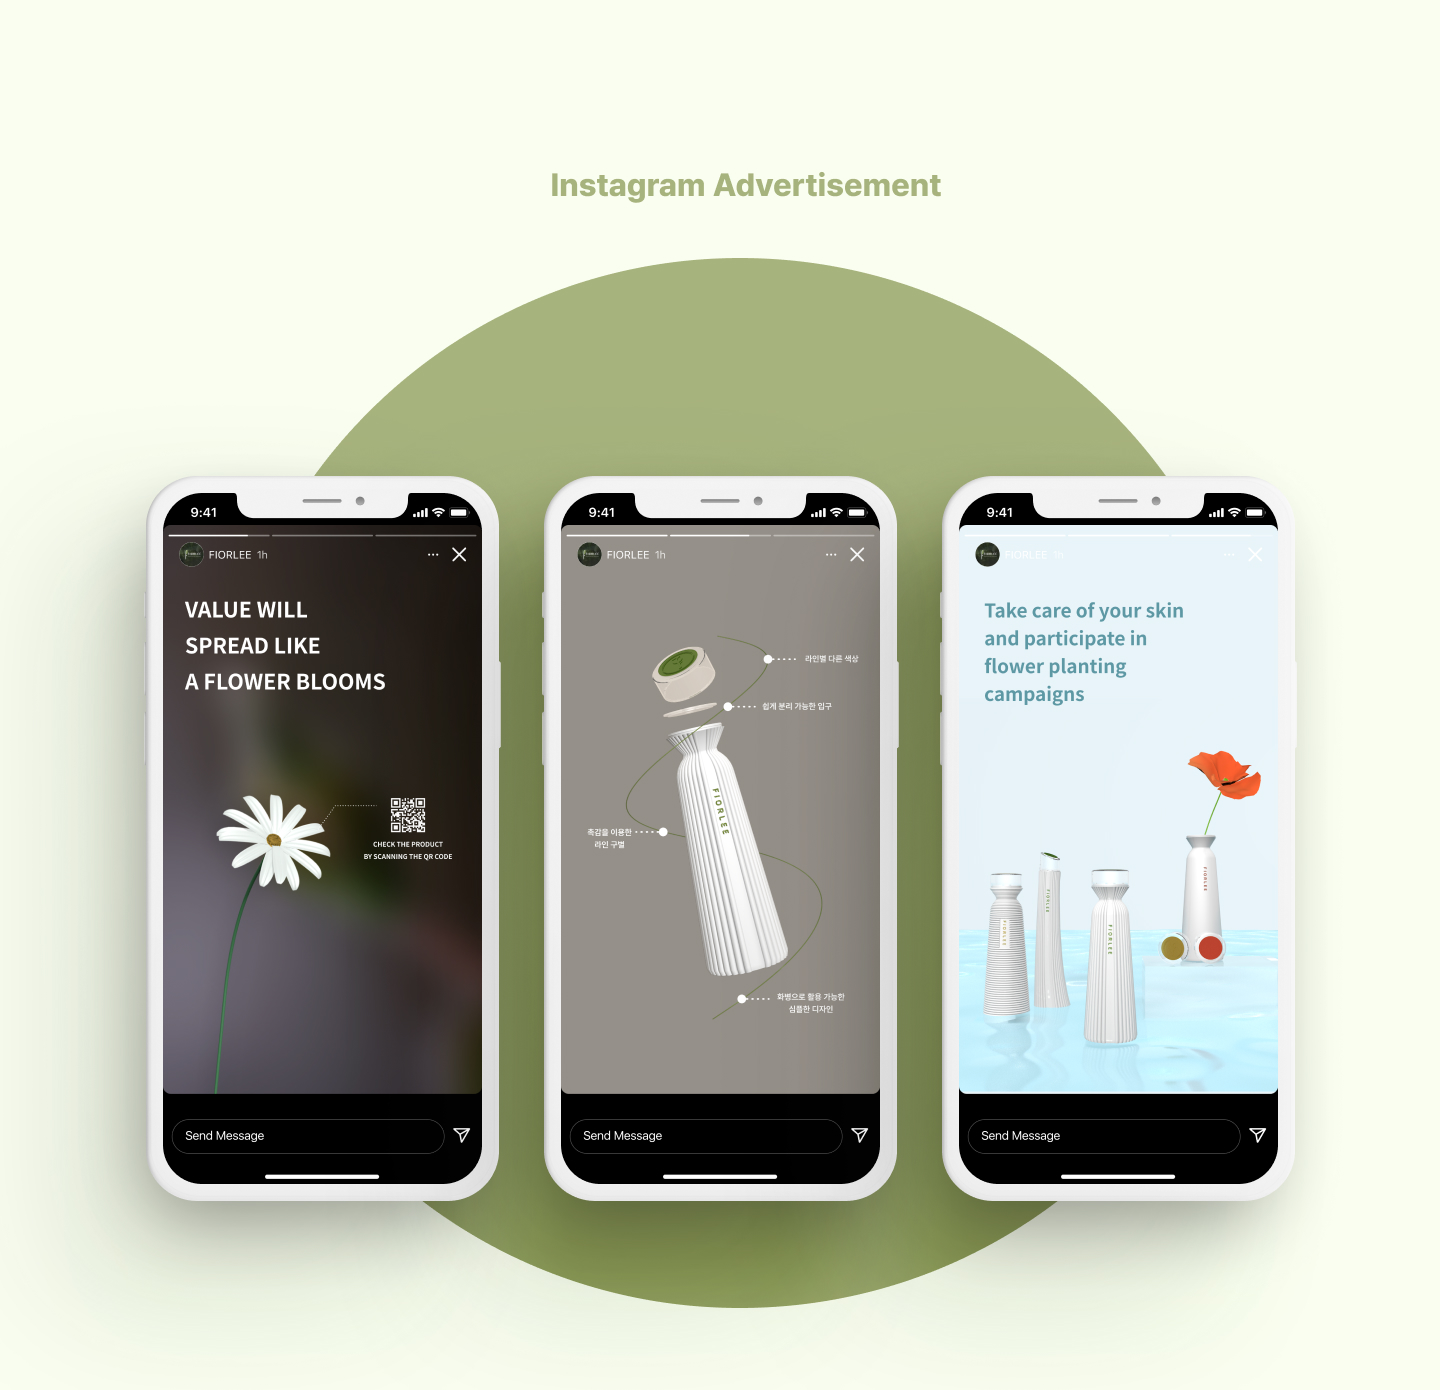 Instagram Advertisement
9:41
FIORLEE 1h
VALUE WILL
SPREAD LIKE
A FLOWER BLOOMS
CHECK THE PRODUCT
BY SCANNING THE QR CODE
Send Message
9:41
FIORLEE 1h
라인별 다른 색상
쉽게 분리 가능한 입구
FIORLEE
촉감을 이용한
라인 구별
화병으로 활용 가능한
심플한 디자인
Send Message
9:41
FIORLEE 1h
Take care of your skin
and participate in
flower planting
campaigns
FIORLEE
FIORLEE
FIORLEE
FIORLEE
Send Message